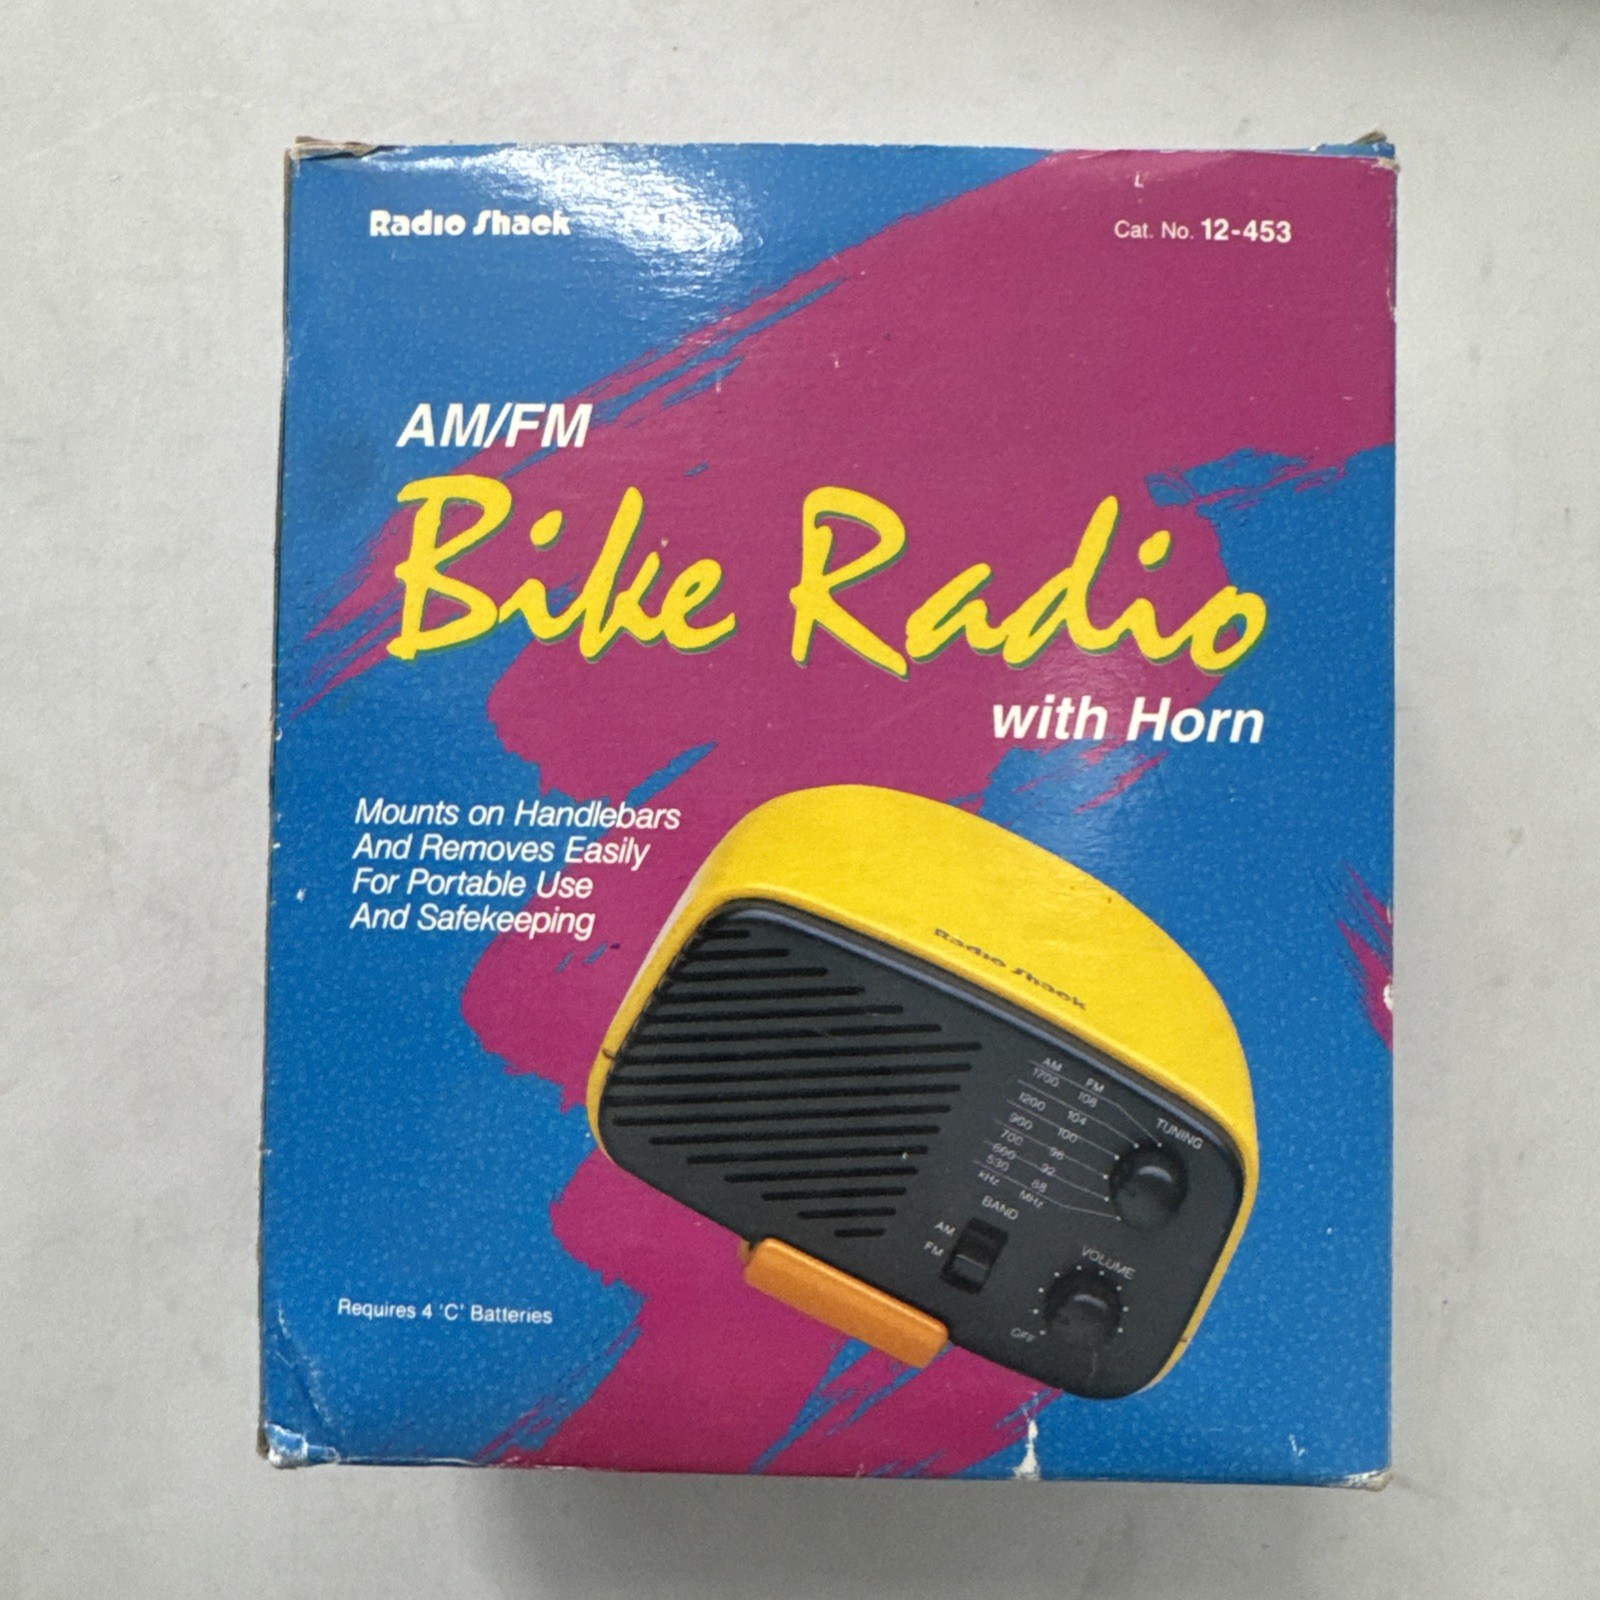 Radio Shack
Cat. No. 12-453
AM/FM
Bike Radio
with Horn
Mounts on Handlebars
And Removes Easily
For Portable Use
And Safekeeping
Radio Shack
AM FM
1700 108
1200 104
900 100
700 96
600 92
530 88
kHz MHz
TUNING
BAND
AM
FM
VOLUME
OFF
Requires 4 'C' Batteries